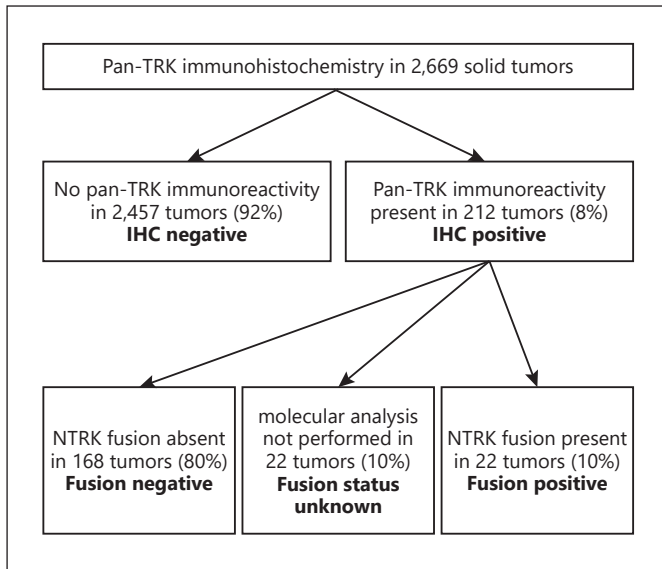 Pan-TRK immunohistochemistry in 2,669 solid tumors
No pan-TRK immunoreactivity
in 2,457 tumors (92%)
IHC negative
Pan-TRK immunoreactivity
present in 212 tumors (8%)
IHC positive
NTRK fusion absent
in 168 tumors (80%)
Fusion negative
molecular analysis
not performed in
22 tumors (10%)
Fusion status
unknown
NTRK fusion present
in 22 tumors (10%)
Fusion positive